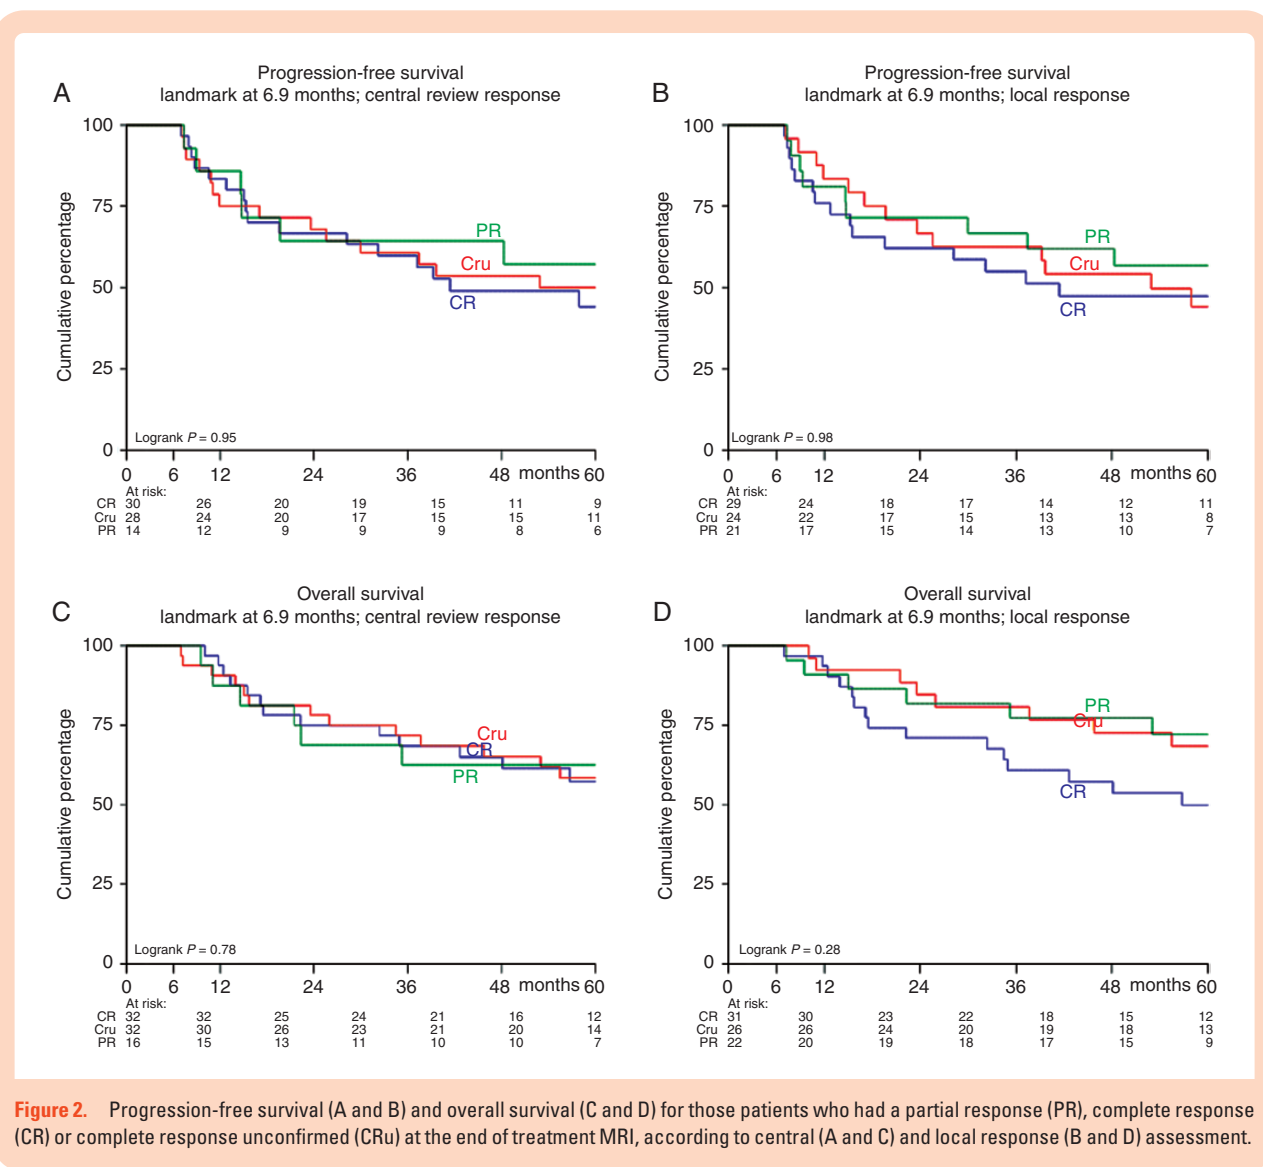 A
Progression-free survival
landmark at 6.9 months; central review response
Cumulative percentage
100
75
50
25
0
PR
Cru
CR
Logrank P = 0.95
0 6 12 24 36 48 months 60
At risk:
CR 30 26 20 19 15 11 9
Cru 28 24 20 17 15 15 11
PR 14 12 9 9 9 8 6
B
Progression-free survival
landmark at 6.9 months; local response
Cumulative percentage
100
75
50
25
0
PR
Cru
CR
Logrank P = 0.98
0 6 12 24 36 48 months 60
At risk:
CR 29 24 18 17 14 12 11
Cru 24 22 17 15 13 13 8
PR 21 17 15 14 13 10 7
C
Overall survival
landmark at 6.9 months; central review response
Cumulative percentage
100
75
50
25
0
Cru
CR
PR
Logrank P = 0.78
0 6 12 24 36 48 months 60
At risk:
CR 32 32 25 24 21 16 12
Cru 32 30 26 23 21 20 14
PR 16 15 13 11 10 10 7
D
Overall survival
landmark at 6.9 months; local response
Cumulative percentage
100
75
50
25
0
PR
Cru
CR
Logrank P = 0.28
0 6 12 24 36 48 months 60
At risk:
CR 31 30 23 22 18 15 12
Cru 26 26 24 20 19 18 13
PR 22 20 19 18 17 15 9
Figure 2. Progression-free survival (A and B) and overall survival (C and D) for those patients who had a partial response (PR), complete response
(CR) or complete response unconfirmed (CRu) at the end of treatment MRI, according to central (A and C) and local response (B and D) assessment.